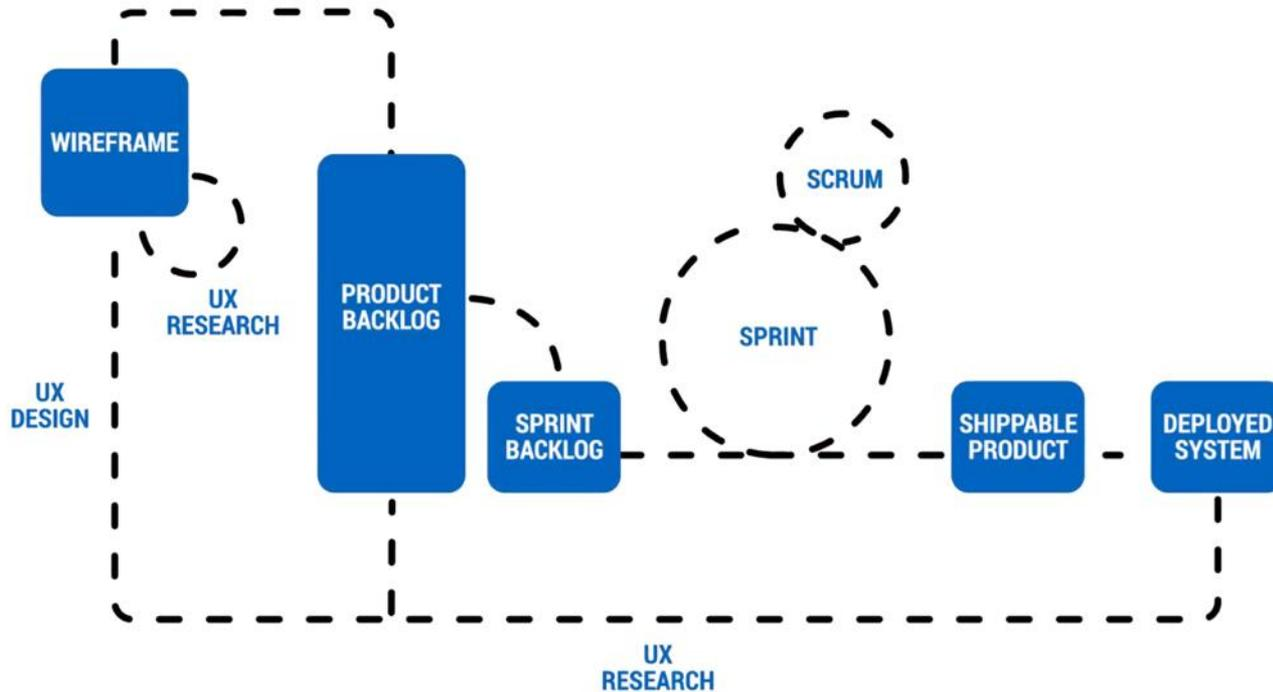 WIREFRAME
UX
RESEARCH
UX
DESIGN
PRODUCT
BACKLOG
SPRINT
BACKLOG
SCRUM
SPRINT
SHIPPABLE
PRODUCT
DEPLOYED
SYSTEM
UX
RESEARCH